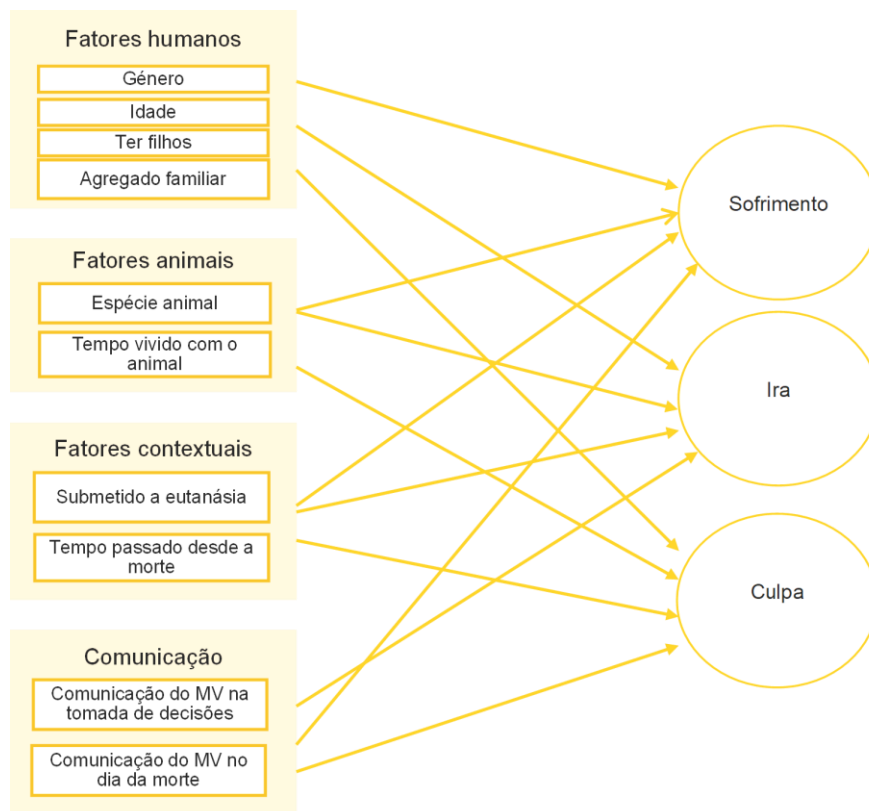 Fatores humanos
Género
Idade
Ter filhos
Agregado familiar
Fatores animais
Espécie animal
Tempo vivido com o
animal
Fatores contextuais
Submetido a eutanásia
Tempo passado desde a
morte
Comunicação
Comunicação do MV na
tomada de decisões
Comunicação do MV no
dia da morte
Sofrimento
Ira
Culpa